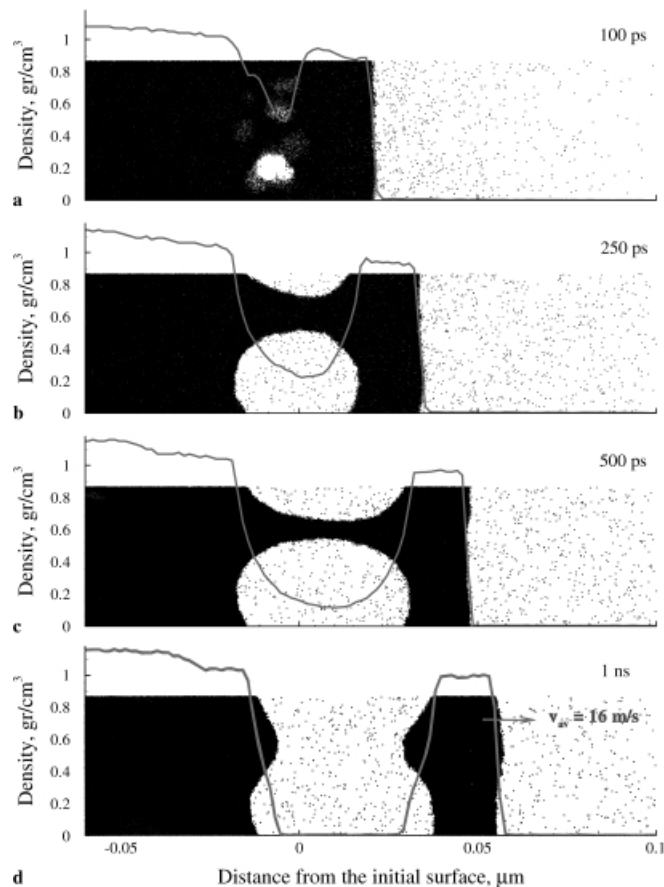 100 ps
Density, gr/cm³
1
0.8
0.6
0.4
0.2
0
a
250 ps
Density, gr/cm³
1
0.8
0.6
0.4
0.2
0
b
500 ps
Density, gr/cm³
1
0.8
0.6
0.4
0.2
0
c
1 ns
v_av = 16 m/s
Density, gr/cm³
1
0.8
0.6
0.4
0.2
0
-0.05 0 0.05 0.1
d Distance from the initial surface, μm